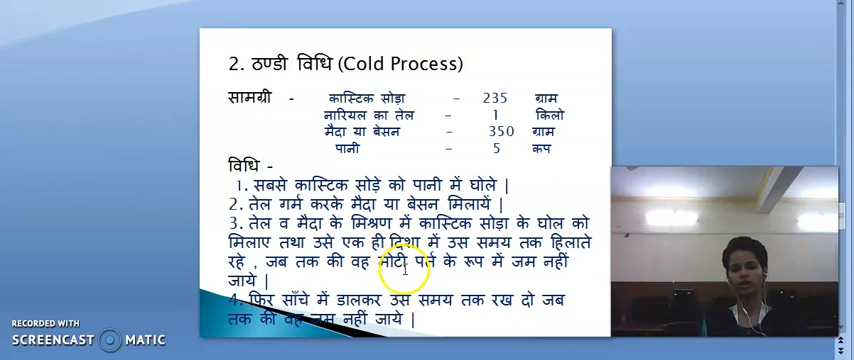 2. ठण्डी विधि (Cold Process)
सामग्री - कास्टिक सोड़ा - 235 ग्राम
नारियल का तेल - 1 किलो
मैदा या बेसन - 350 ग्राम
पानी - 5 कप
विधि -
1. सबसे कास्टिक सोड़े को पानी में घोले |
2. तेल गर्म करके मैदा या बेसन मिलायें |
3. तेल व मैदा के मिश्रण में कास्टिक सोड़ा के घोल को
मिलाए तथा उसे एक ही दिशा में उस समय तक हिलाते
रहे , जब तक की वह मोटी पर्त के रूप में जम नहीं
जाये |
4. फिर साँचे में डालकर उस समय तक रख दो जब
तक की वह जम नहीं जाये |
RECORDED WITH
SCREENCAST MATIC